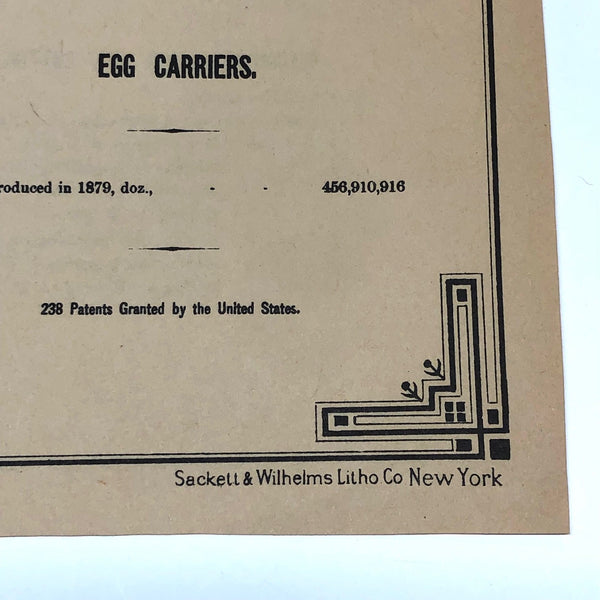 EGG CARRIERS.
roduced in 1879, doz., - - 456,910,916
238 Patents Granted by the United States.
Sackett & Wilhelms Litho Co New York